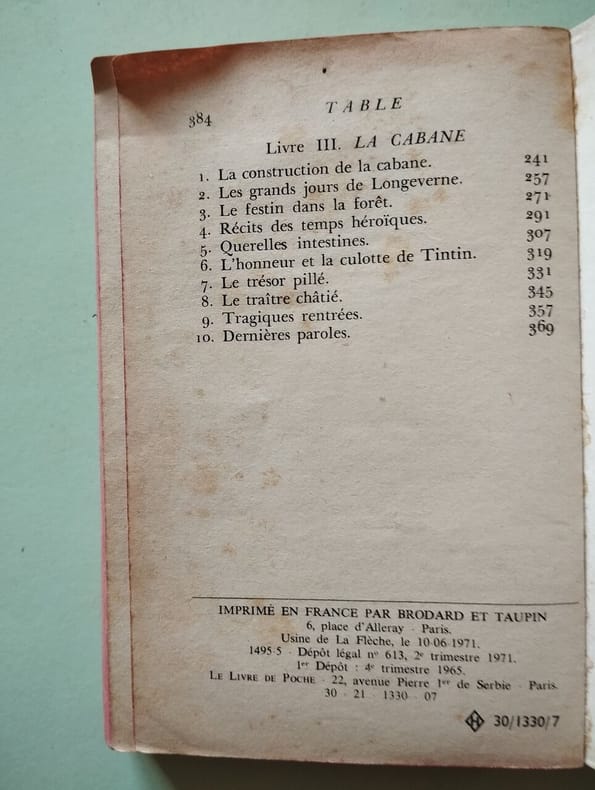 384
TABLE
Livre III. LA CABANE
1. La construction de la cabane. 241
2. Les grands jours de Longeverne. 257
3. Le festin dans la forêt. 271
4. Récits des temps héroïques. 291
5. Querelles intestines. 307
6. L'honneur et la culotte de Tintin. 319
7. Le trésor pillé. 331
8. Le traître châtié. 345
9. Tragiques rentrées. 357
10. Dernières paroles. 369
IMPRIMÉ EN FRANCE PAR BRODARD ET TAUPIN
6, place d'Alleray - Paris.
Usine de La Flèche, le 10-06-1971.
1495-5 - Dépôt légal nº 613, 2e trimestre 1971.
1er Dépôt : 4e trimestre 1965.
LE LIVRE DE POCHE - 22, avenue Pierre 1er de Serbie - Paris.
30 - 21 - 1330 - 07
30/1330/7